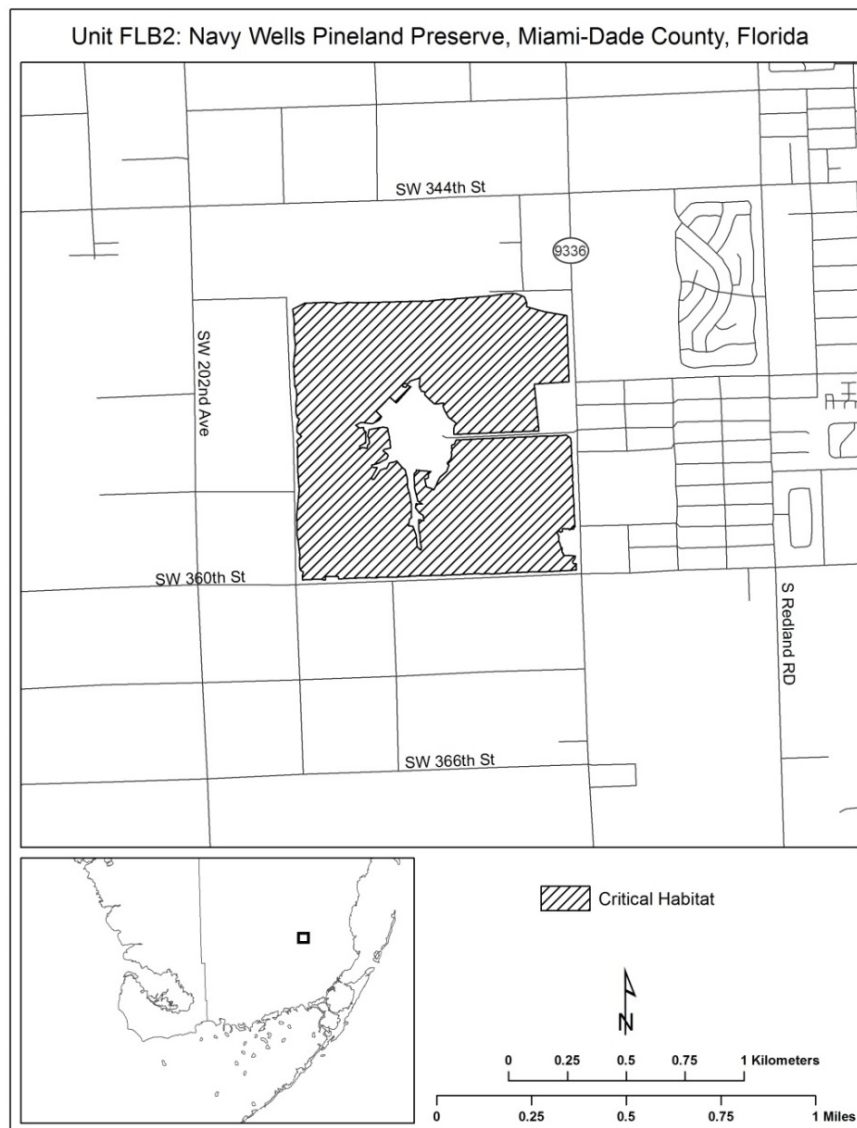 Unit FLB2: Navy Wells Pineland Preserve, Miami-Dade County, Florida
SW 344th St
9336
SW 202nd Ave
SW 360th St
S Redland RD
SW 366th St
Critical Habitat
N
0 0.25 0.5 0.75 1 Kilometers
0 0.25 0.5 0.75 1 Miles